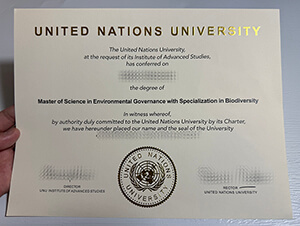 UNITED NATIONS UNIVERSITY
The United Nations University,
at the request of its Institute of Advanced Studies,
has conferred on
the degree of
Master of Science in Environmental Governance with Specialization in Biodiversity
In witness whereof,
by authority duly committed to the United Nations University by its Charter,
we have hereunder placed our name and the seal of the University
UNITED NATIONS
UNIVERSITY
DIRECTOR
UNU INSTITUTE OF ADVANCED STUDIES
RECTOR
UNITED NATIONS UNIVERSITY